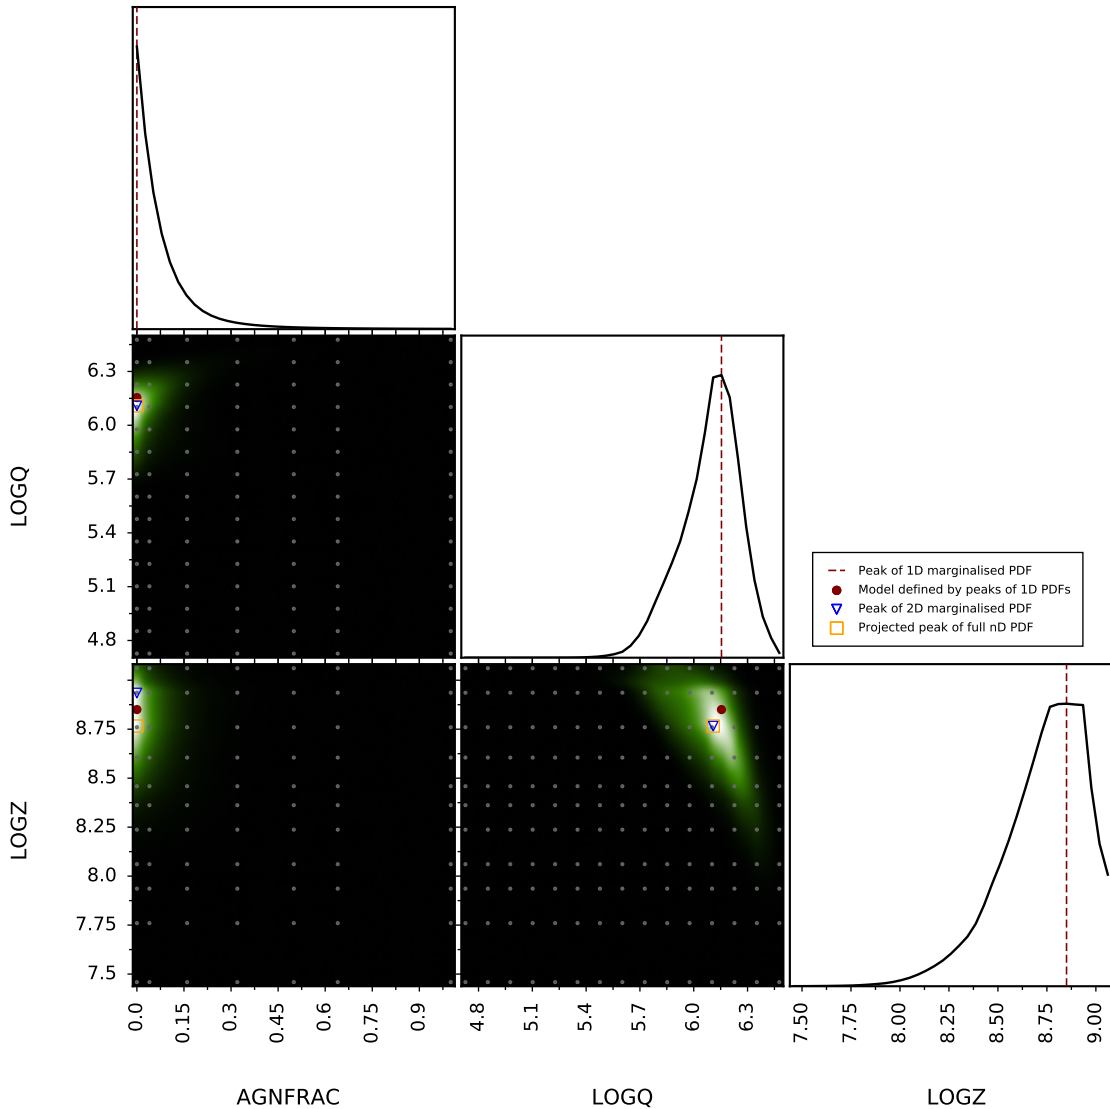 LOGQ
6.3
6.0
5.7
5.4
5.1
4.8
Peak of 1D marginalised PDF
Model defined by peaks of 1D PDFs
Peak of 2D marginalised PDF
Projected peak of full nD PDF
LOGZ
8.75
8.5
8.25
8.0
7.75
7.5
0.0 0.15 0.3 0.45 0.6 0.75 0.9
4.8 5.1 5.4 5.7 6.0 6.3
7.50 7.75 8.00 8.25 8.50 8.75 9.00
AGNFRAC
LOGQ
LOGZ